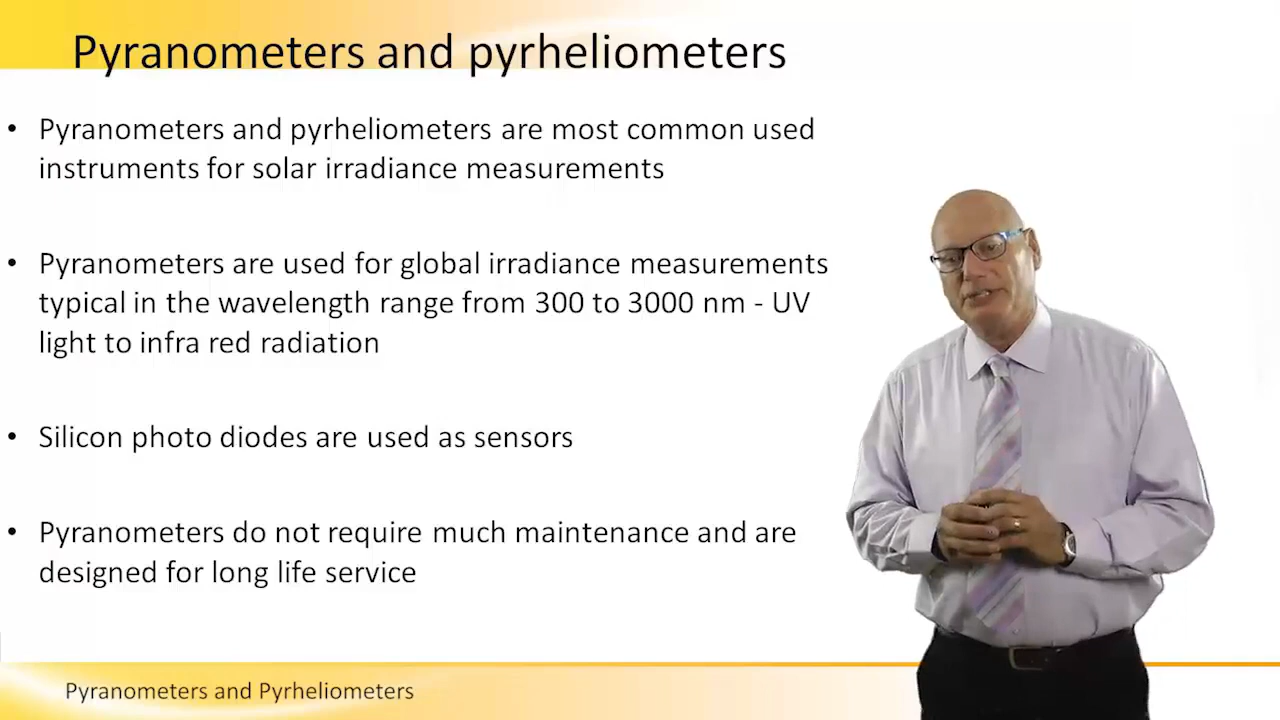 Pyranometers and pyrheliometers
• Pyranometers and pyrheliometers are most common used
instruments for solar irradiance measurements
• Pyranometers are used for global irradiance measurements
typical in the wavelength range from 300 to 3000 nm - UV
light to infra red radiation
• Silicon photo diodes are used as sensors
• Pyranometers do not require much maintenance and are
designed for long life service
Pyranometers and Pyrheliometers